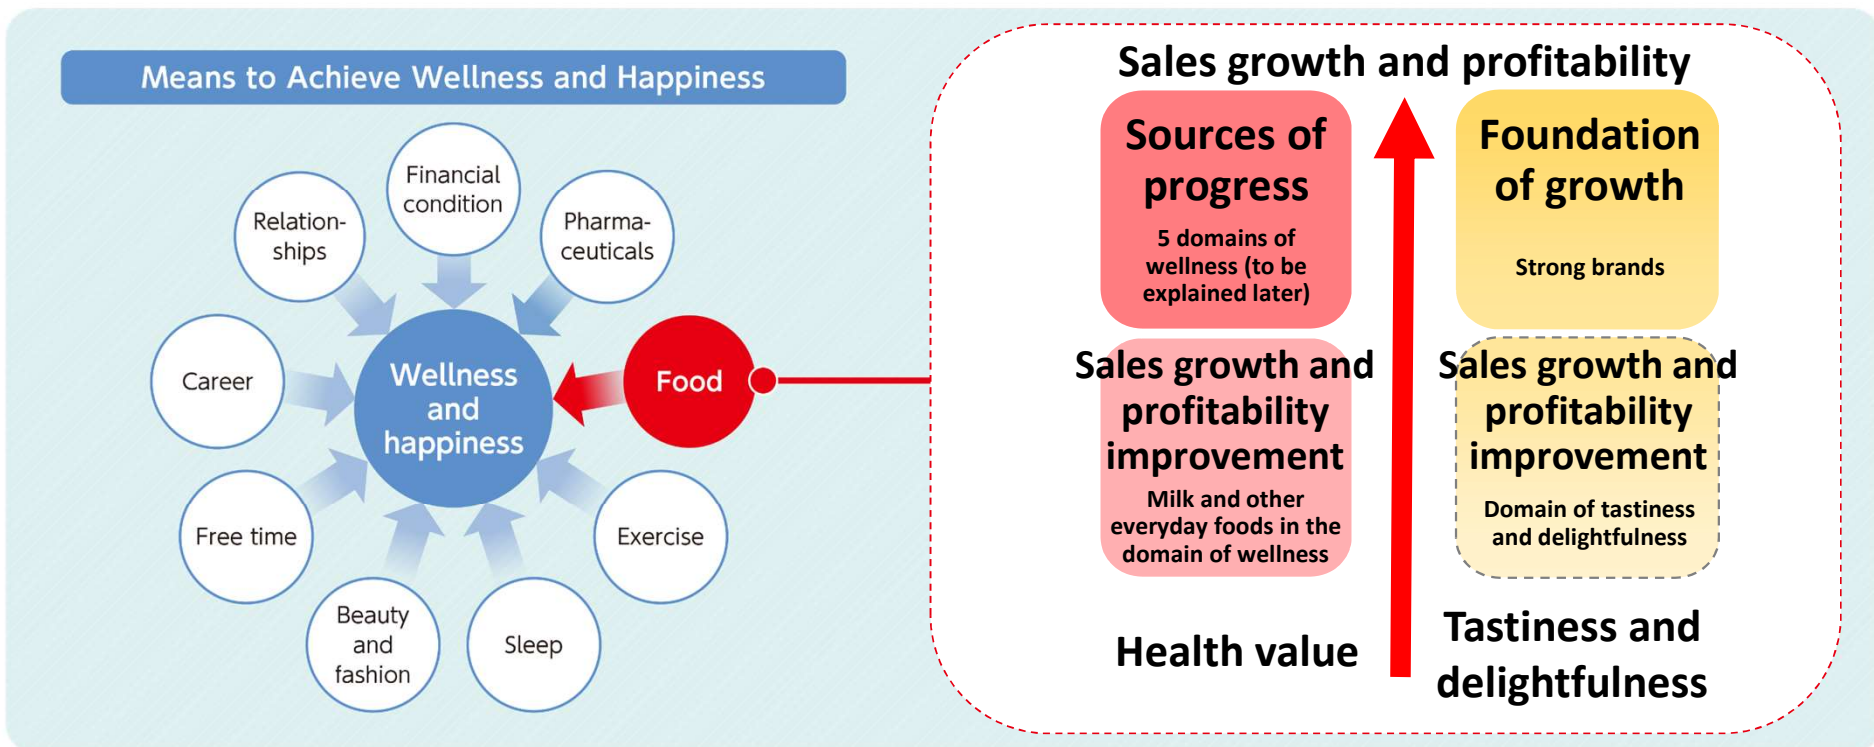 Means to Achieve Wellness and Happiness
Financial
condition
Relation-
ships
Pharma-
ceuticals
Career
Wellness
and
happiness
Food
Free time
Exercise
Beauty
and
fashion
Sleep
Sales growth and profitability
Sources of
progress
5 domains of
wellness (to be
explained later)
Foundation
of growth
Strong brands
Sales growth and
profitability
improvement
Milk and other
everyday foods in the
domain of wellness
Sales growth and
profitability
improvement
Domain of tastiness
and delightfulness
Health value
Tastiness and
delightfulness